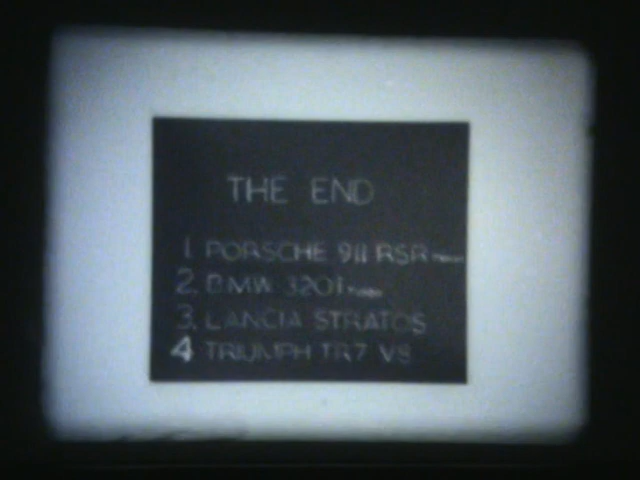 THE END
1. PORSCHE 911 RSR
2. BMW 320i
3. LANCIA STRATOS
4 TRIUMPH TR7 V8